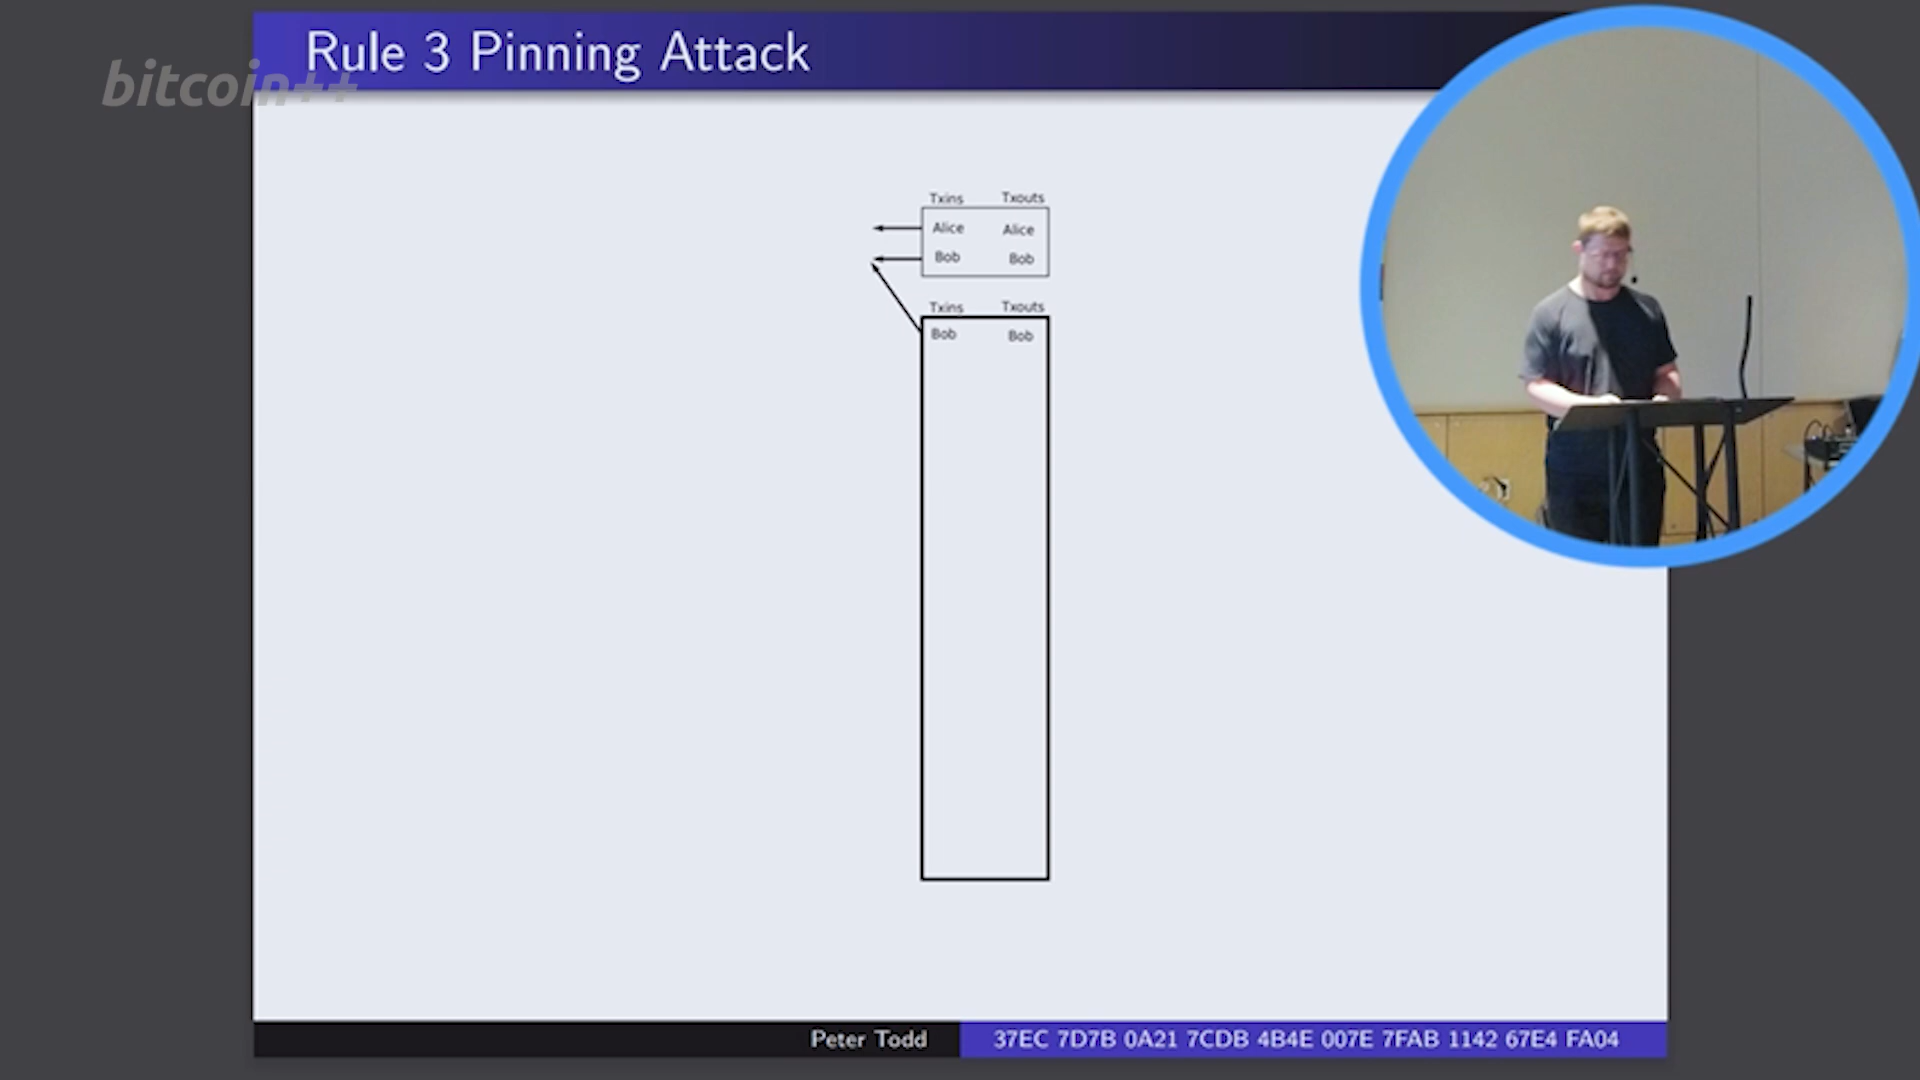 Rule 3 Pinning Attack
bitcoin++
Txins Txouts
Alice Alice
Bob Bob
Txins Txouts
Bob Bob
Peter Todd 37EC 7D7B 0A21 7CDB 4B4E 007E 7FAB 1142 67E4 FA04